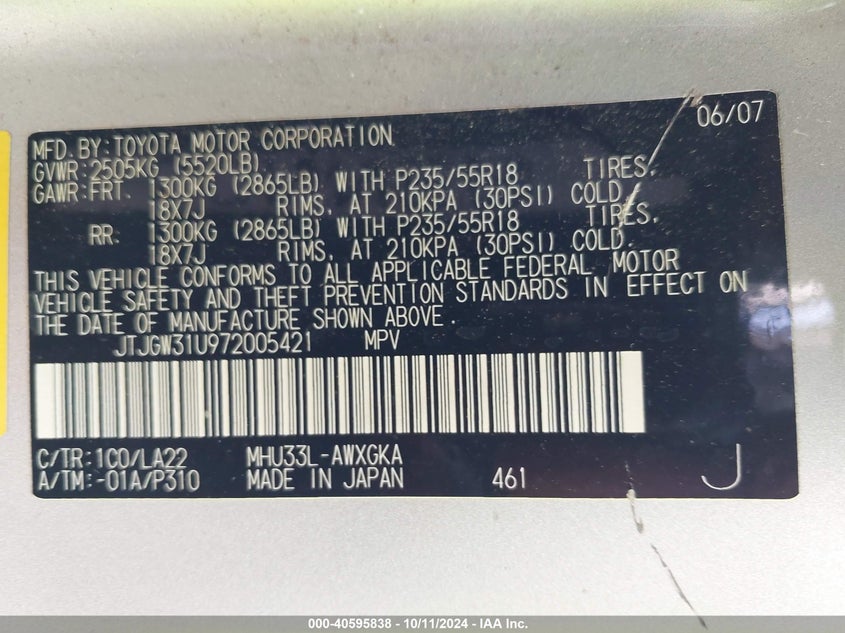 06/07
MFD. BY: TOYOTA MOTOR CORPORATION
GVWR: 2505KG (5520LB)
GAWR: FRT. 1300KG (2865LB) WITH P235/55R18 TIRES,
18X7J RIMS, AT 210KPA (30PSI) COLD.
RR. 1300KG (2865LB) WITH P235/55R18 TIRES,
18X7J RIMS, AT 210KPA (30PSI) COLD.
THIS VEHICLE CONFORMS TO ALL APPLICABLE FEDERAL MOTOR
VEHICLE SAFETY AND THEFT PREVENTION STANDARDS IN EFFECT ON
THE DATE OF MANUFACTURE SHOWN ABOVE.
JTJGW31U972005421 MPV
C/TR: 1C0/LA22 MHU33L-AWXGKA
A/TM: -01A/P310 MADE IN JAPAN 461 J
000-40595838 - 10/11/2024 - IAA Inc.